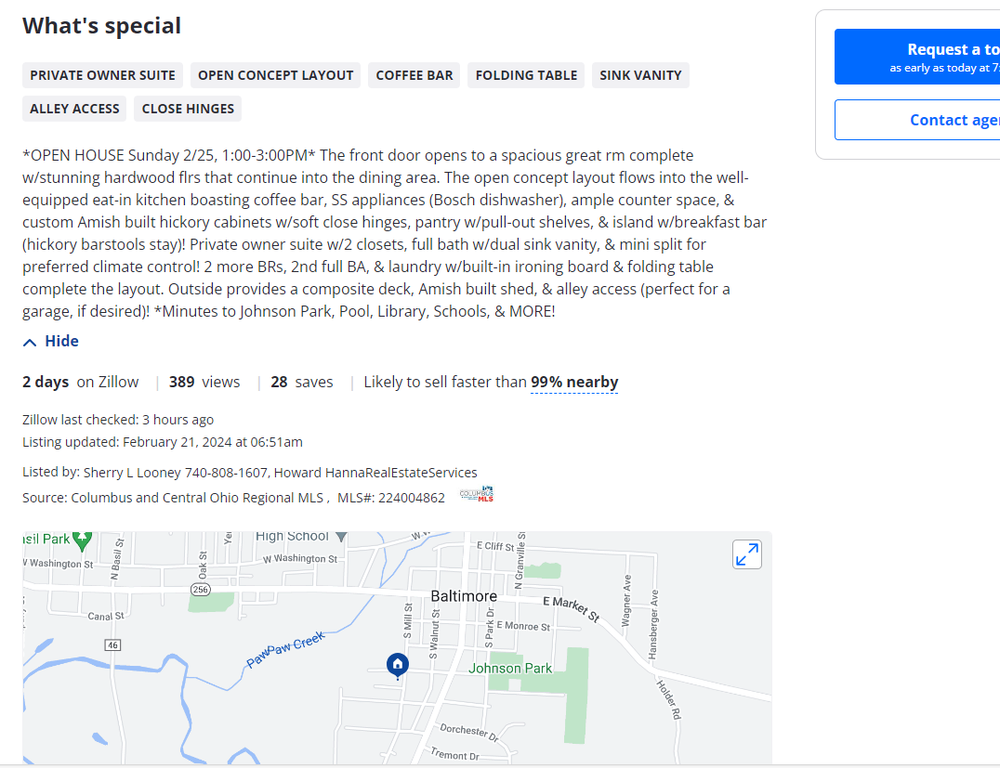 What's special
PRIVATE OWNER SUITE OPEN CONCEPT LAYOUT COFFEE BAR FOLDING TABLE SINK VANITY
ALLEY ACCESS CLOSE HINGES
*OPEN HOUSE Sunday 2/25, 1:00-3:00PM* The front door opens to a spacious great rm complete
w/stunning hardwood flrs that continue into the dining area. The open concept layout flows into the well-
equipped eat-in kitchen boasting coffee bar, SS appliances (Bosch dishwasher), ample counter space, &
custom Amish built hickory cabinets w/soft close hinges, pantry w/pull-out shelves, & island w/breakfast bar
(hickory barstools stay)! Private owner suite w/2 closets, full bath w/dual sink vanity, & mini split for
preferred climate control! 2 more BRs, 2nd full BA, & laundry w/built-in ironing board & folding table
complete the layout. Outside provides a composite deck, Amish built shed, & alley access (perfect for a
garage, if desired)! *Minutes to Johnson Park, Pool, Library, Schools, & MORE!
Hide
2 days on Zillow | 389 views | 28 saves | Likely to sell faster than 99% nearby
Zillow last checked: 3 hours ago
Listing updated: February 21, 2024 at 06:51am
Listed by: Sherry L Looney 740-808-1607, Howard HannaRealEstateServices
Source: Columbus and Central Ohio Regional MLS , MLS#: 224004862
COLUMBUS
MLS
Request a to
as early as today at 7:
Contact age
sil Park
High School
W Washington St
N Basil St
Oak St
W Washington St
E Cliff St
N Granville S
256
Baltimore
E Market St
Wagner Ave
Hansberger Ave
Canal St
S Mill St
S Walnut St
S Park Dr
E Monroe St
46
PawPaw Creek
Johnson Park
Holder Rd
Dorchester Dr
Tremont Dr